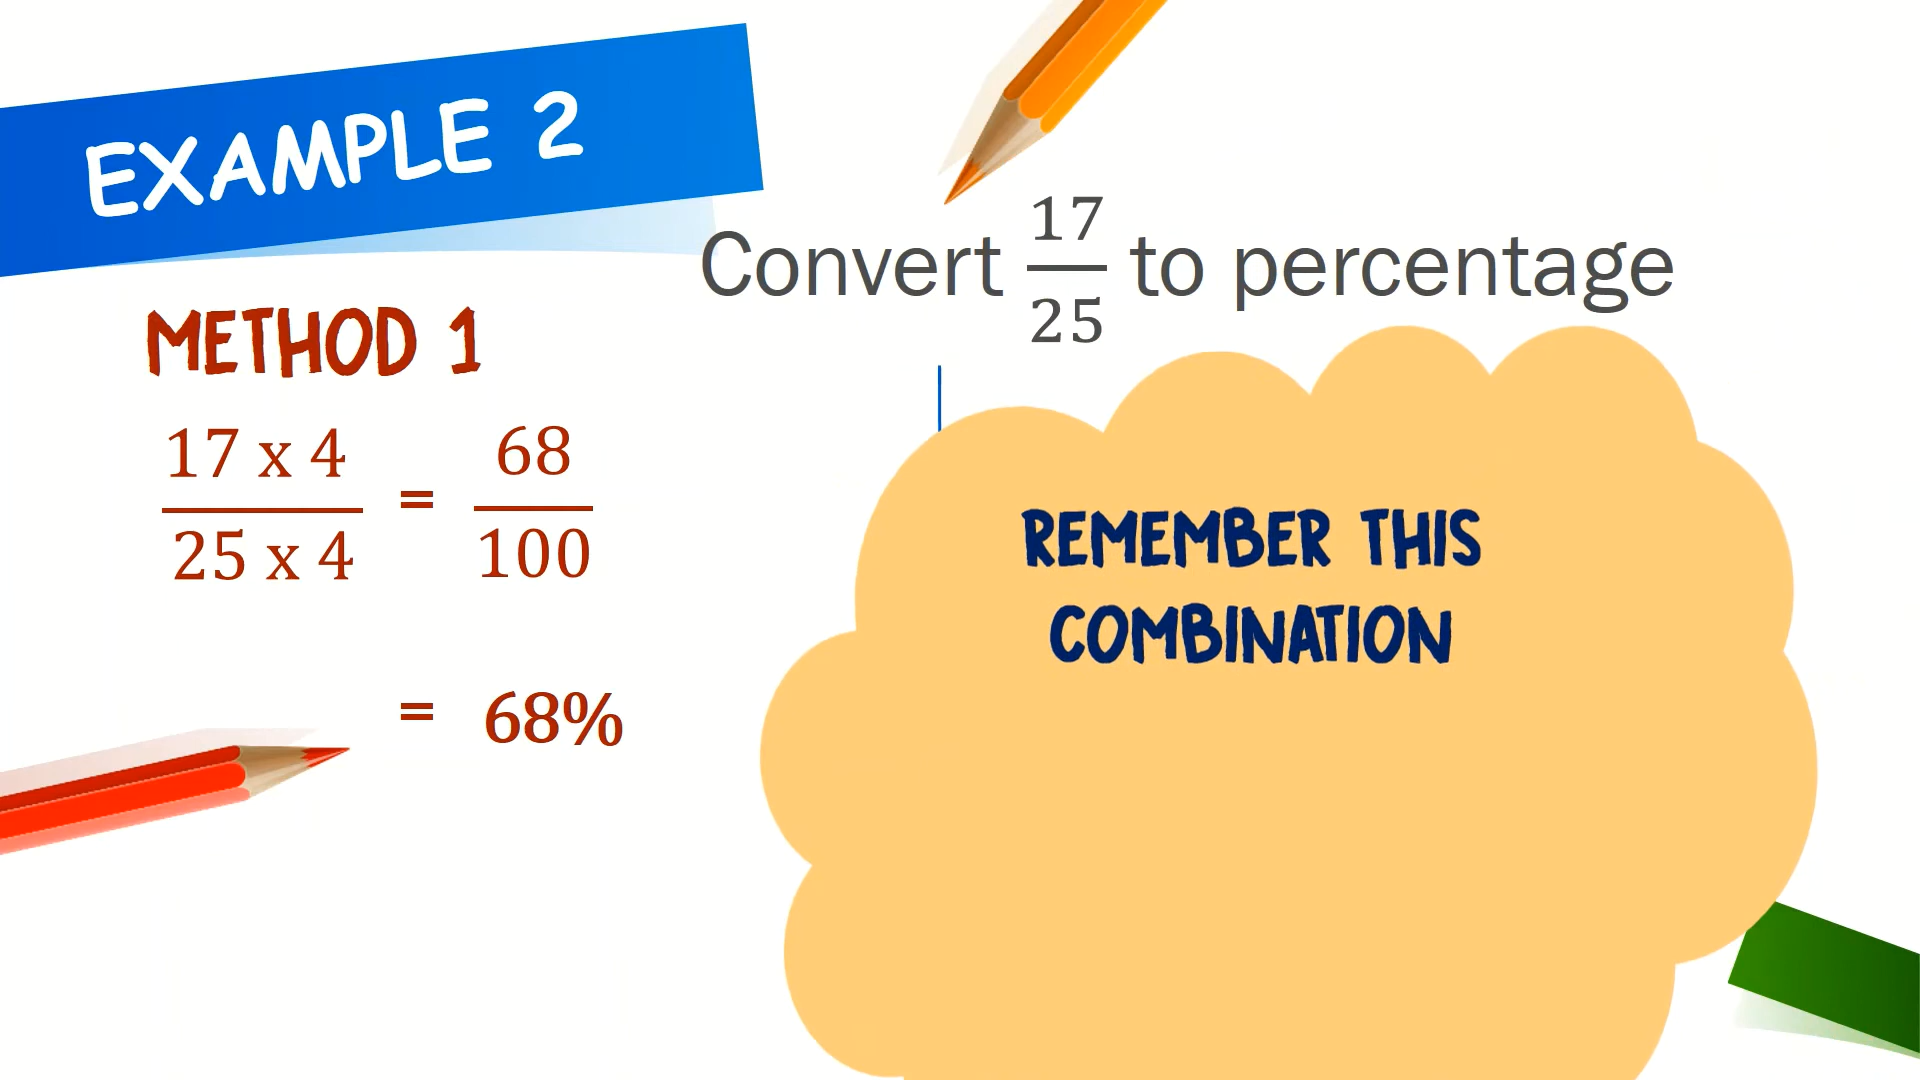 EXAMPLE 2
Convert 17/25 to percentage
METHOD 1
17 x 4 / 25 x 4 = 68 / 100
= 68%
REMEMBER THIS
COMBINATION